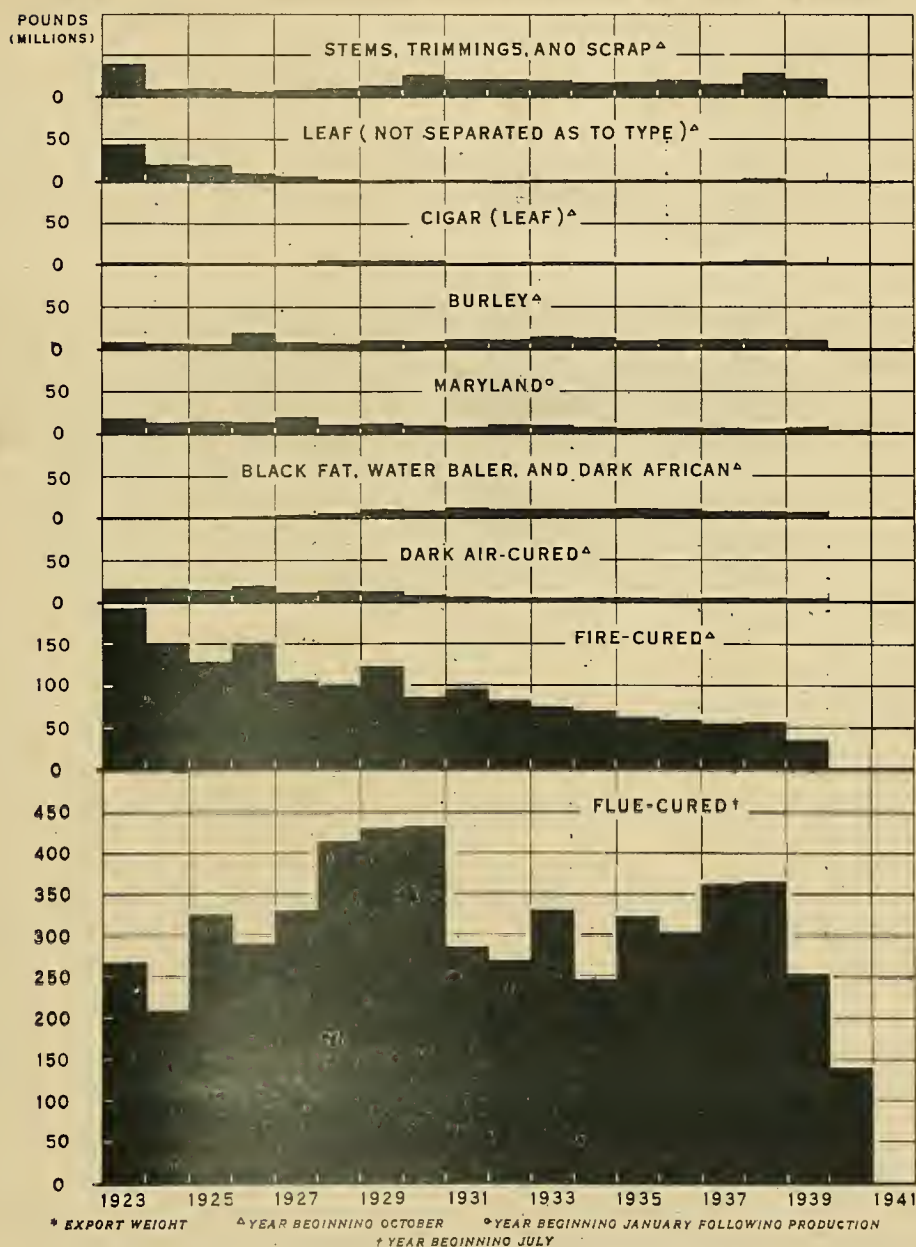 POUNDS
(MILLIONS)
STEMS, TRIMMINGS, ANO SCRAP△
0
LEAF (NOT SEPARATED AS TO TYPE)△
50
0
CIGAR (LEAF)△
50
0
BURLEY△
50
0
MARYLAND°
50
0
BLACK FAT, WATER BALER, AND DARK AFRICAN△
50
0
DARK AIR-CURED△
50
0
FIRE-CURED△
150
100
50
0
FLUE-CURED†
450
400
350
300
250
200
150
100
50
0
1923 1925 1927 1929 1931 1933 1935 1937 1939 1941
* EXPORT WEIGHT △YEAR BEGINNING OCTOBER °YEAR BEGINNING JANUARY FOLLOWING PRODUCTION
†YEAR BEGINNING JULY